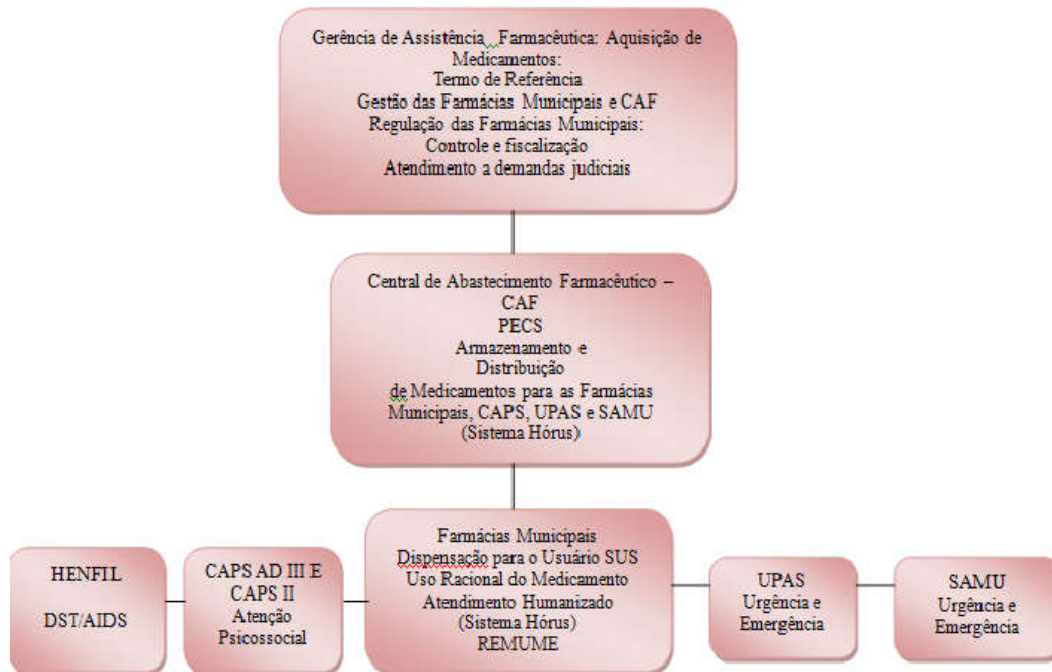 Gerência de Assistência Farmacêutica: Aquisição de
Medicamentos:
Termo de Referência
Gestão das Farmácias Municipais e CAF
Regulação das Farmácias Municipais:
Controle e fiscalização
Atendimento a demandas judiciais
Central de Abastecimento Farmacêutico –
CAF
PECS
Armazenamento e
Distribuição
de Medicamentos para as Farmácias
Municipais, CAPS, UPAS e SAMU
(Sistema Hórus)
HENFIL
DST/AIDS
CAPS AD III E
CAPS II
Atenção
Psicossocial
Farmácias Municipais
Dispensação para o Usuário SUS
Uso Racional do Medicamento
Atendimento Humanizado
(Sistema Hórus)
REMUME
UPAS
Urgência e
Emergência
SAMU
Urgência e
Emergência